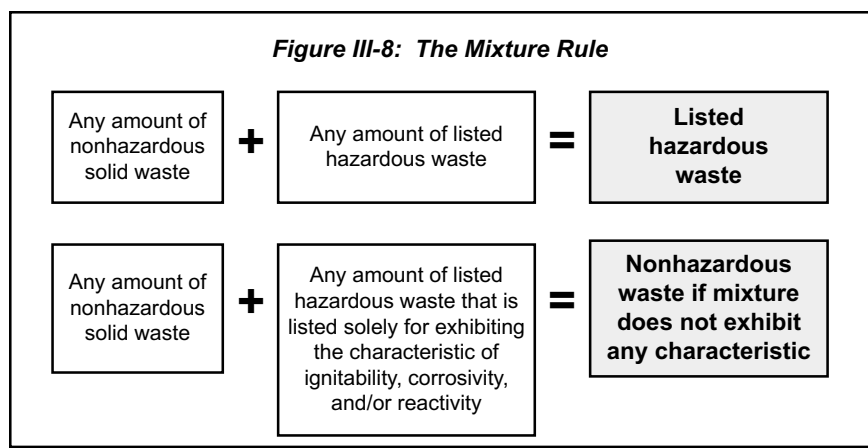 Figure III-8: The Mixture Rule
Any amount of
nonhazardous
solid waste
+
Any amount of listed
hazardous waste
=
Listed
hazardous
waste
Any amount of
nonhazardous
solid waste
+
Any amount of listed
hazardous waste that is
listed solely for exhibiting
the characteristic of
ignitability, corrosivity,
and/or reactivity
=
Nonhazardous
waste if mixture
does not exhibit
any characteristic